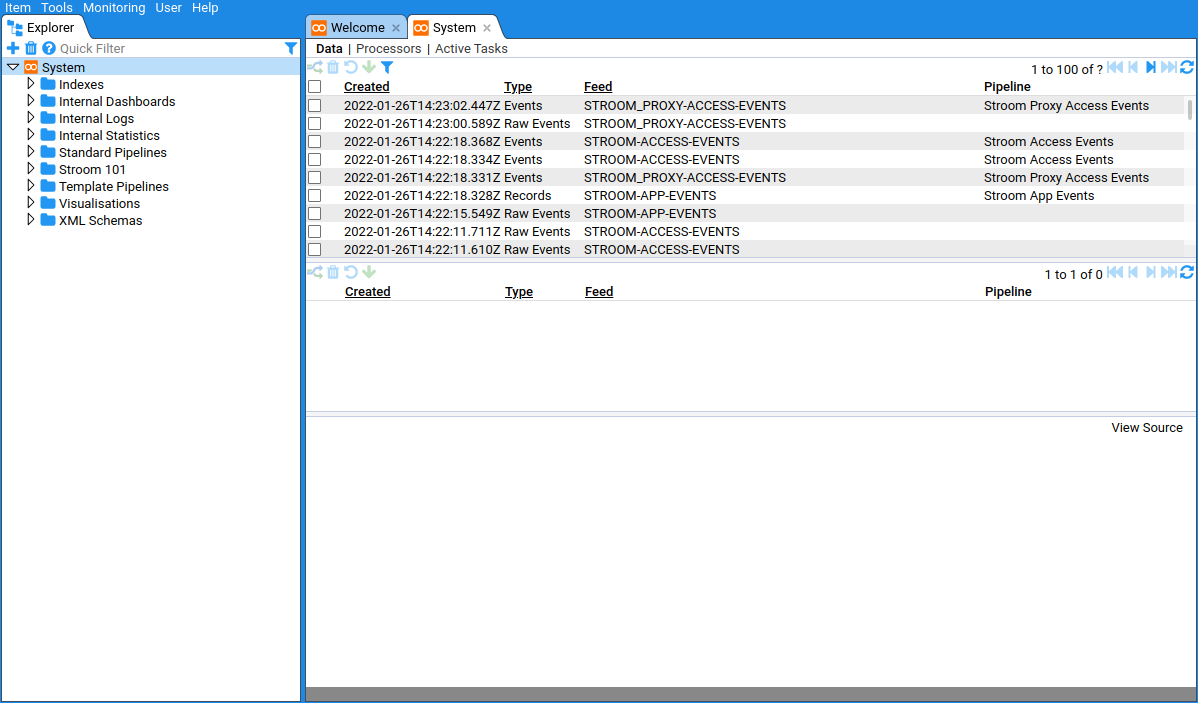 Item Tools Monitoring User Help
Explorer
Quick Filter
System
Indexes
Internal Dashboards
Internal Logs
Internal Statistics
Standard Pipelines
Stroom 101
Template Pipelines
Visualisations
XML Schemas
Welcome × System ×
Data | Processors | Active Tasks
1 to 100 of ?
Created Type Feed Pipeline
2022-01-26T14:23:02.447Z Events STROOM_PROXY-ACCESS-EVENTS Stroom Proxy Access Events
2022-01-26T14:23:00.589Z Raw Events STROOM_PROXY-ACCESS-EVENTS
2022-01-26T14:22:18.368Z Events STROOM-ACCESS-EVENTS Stroom Access Events
2022-01-26T14:22:18.334Z Events STROOM-ACCESS-EVENTS Stroom Access Events
2022-01-26T14:22:18.331Z Events STROOM_PROXY-ACCESS-EVENTS Stroom Proxy Access Events
2022-01-26T14:22:18.328Z Records STROOM-APP-EVENTS Stroom App Events
2022-01-26T14:22:15.549Z Raw Events STROOM-APP-EVENTS
2022-01-26T14:22:11.711Z Raw Events STROOM-ACCESS-EVENTS
2022-01-26T14:22:11.610Z Raw Events STROOM-ACCESS-EVENTS
1 to 1 of 0
Created Type Feed Pipeline
View Source